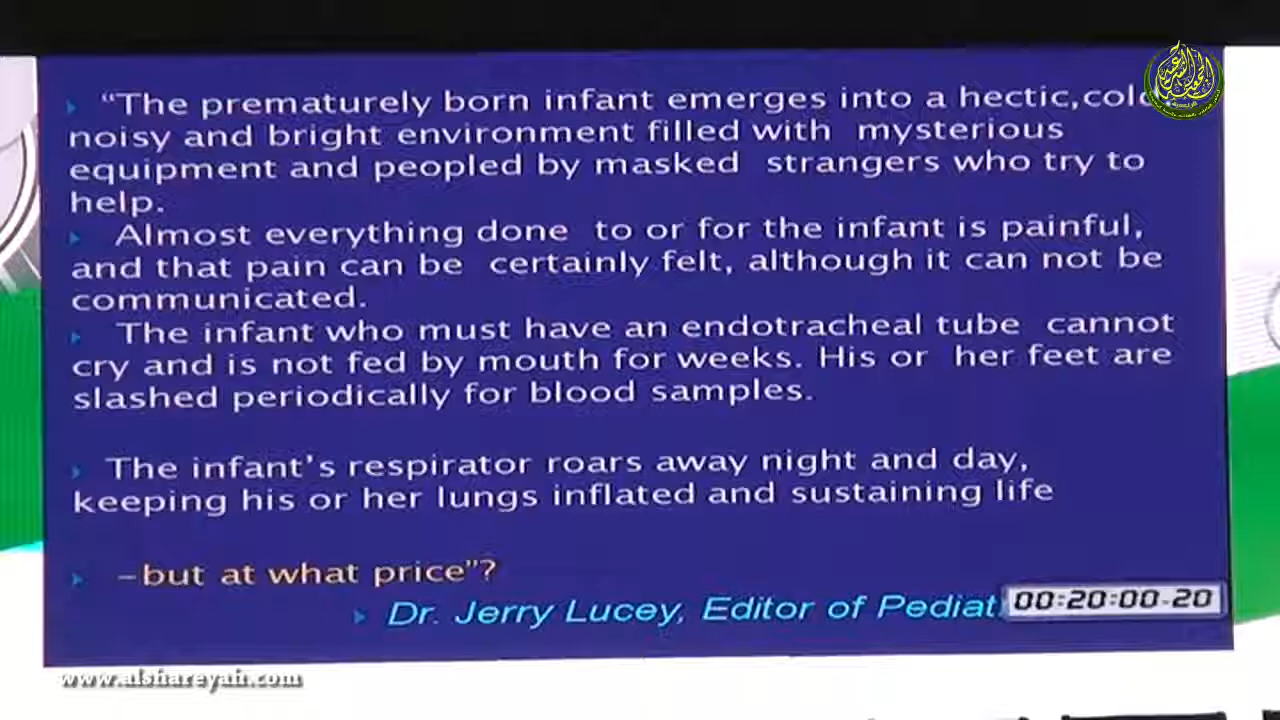 “The prematurely born infant emerges into a hectic,cold
noisy and bright environment filled with mysterious
equipment and peopled by masked strangers who try to
help.
Almost everything done to or for the infant is painful,
and that pain can be certainly felt, although it can not be
communicated.
The infant who must have an endotracheal tube cannot
cry and is not fed by mouth for weeks. His or her feet are
slashed periodically for blood samples.
The infant’s respirator roars away night and day,
keeping his or her lungs inflated and sustaining life
–but at what price”?
Dr. Jerry Lucey, Editor of Pediat
00:20:00-20
www.alshareyah.com